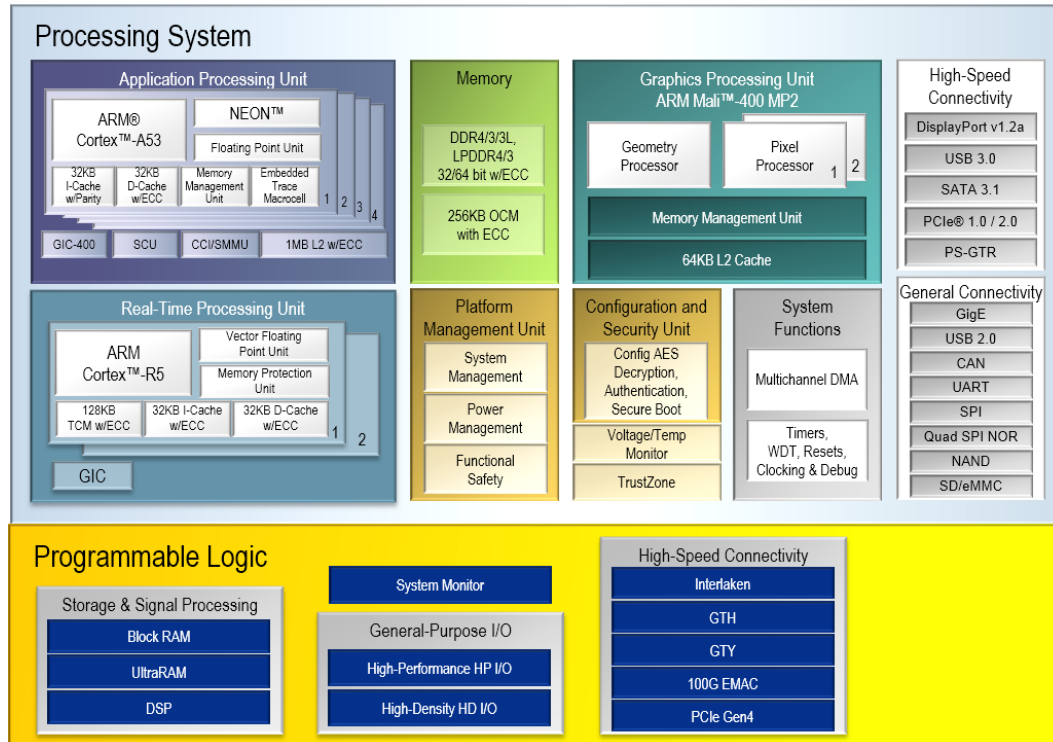 Processing System
Application Processing Unit
ARM®
Cortex™-A53
NEON™
Floating Point Unit
32KB
I-Cache
w/Parity
32KB
D-Cache
w/ECC
Memory
Management
Unit
Embedded
Trace
Macrocell
1
2
3
4
GIC-400
SCU
CCI/SMMU
1MB L2 w/ECC
Memory
DDR4/3/3L,
LPDDR4/3
32/64 bit w/ECC
256KB OCM
with ECC
Graphics Processing Unit
ARM Mali™-400 MP2
Geometry
Processor
Pixel
Processor
1
2
Memory Management Unit
64KB L2 Cache
High-Speed
Connectivity
DisplayPort v1.2a
USB 3.0
SATA 3.1
PCIe® 1.0 / 2.0
PS-GTR
Real-Time Processing Unit
ARM
Cortex™-R5
Vector Floating
Point Unit
Memory Protection
Unit
128KB
TCM w/ECC
32KB I-Cache
w/ECC
32KB D-Cache
w/ECC
1
2
GIC
Platform
Management Unit
System
Management
Power
Management
Functional
Safety
Configuration and
Security Unit
Config AES
Decryption,
Authentication,
Secure Boot
Voltage/Temp
Monitor
TrustZone
System
Functions
Multichannel DMA
Timers,
WDT, Resets,
Clocking & Debug
General Connectivity
GigE
USB 2.0
CAN
UART
SPI
Quad SPI NOR
NAND
SD/eMMC
Programmable Logic
Storage & Signal Processing
Block RAM
UltraRAM
DSP
System Monitor
General-Purpose I/O
High-Performance HP I/O
High-Density HD I/O
High-Speed Connectivity
Interlaken
GTH
GTY
100G EMAC
PCIe Gen4